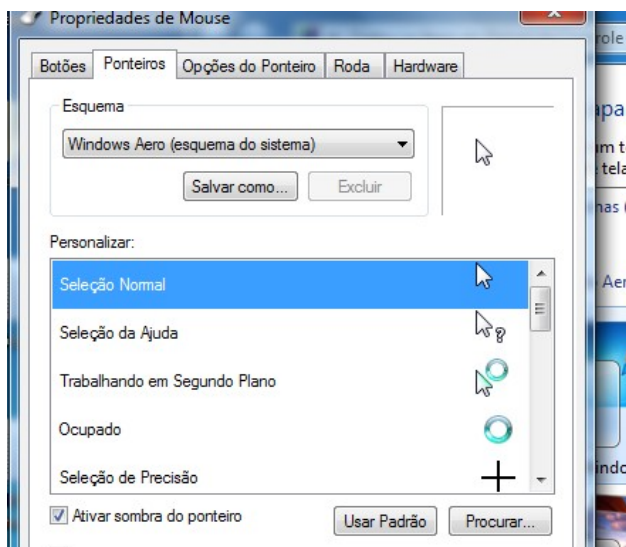 Propriedades de Mouse
Botões Ponteiros Opções do Ponteiro Roda Hardware
Esquema
Windows Aero (esquema do sistema)
Salvar como... Excluir
Personalizar:
Seleção Normal
Seleção da Ajuda
Trabalhando em Segundo Plano
Ocupado
Seleção de Precisão
Ativar sombra do ponteiro
Usar Padrão Procurar...